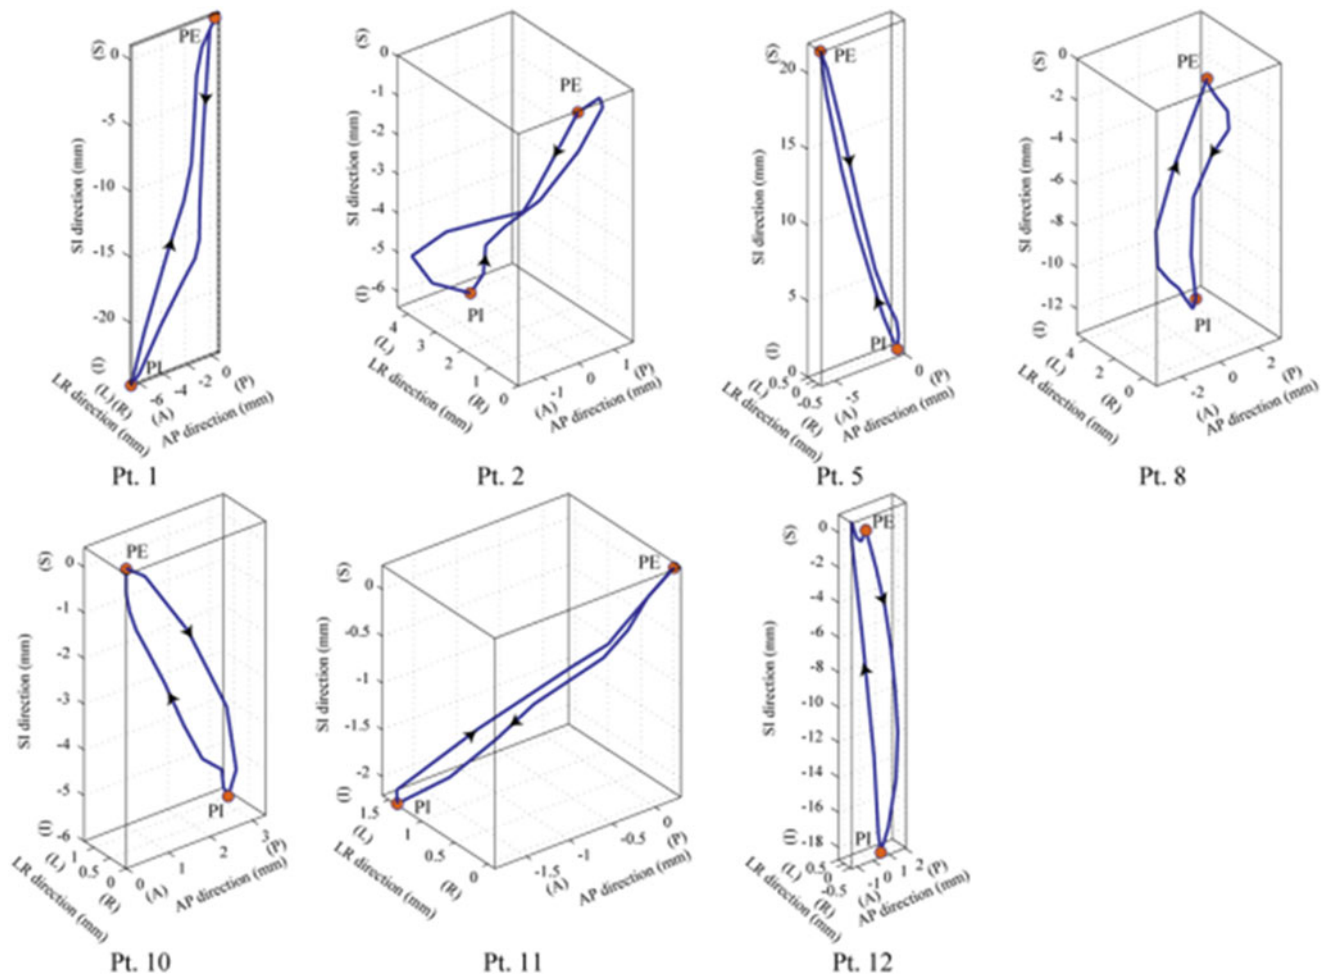 (S)
PE
0
-5
-10
-15
-20
SI direction (mm)
(I)
PI
(L) (R)
-6 -4 -2 0
(A)
(P)
LR direction (mm)
AP direction (mm)
Pt. 1
(S)
0
-1
-2
-3
-4
-5
-6
SI direction (mm)
(I)
PE
PI
4 3 2 1 0
(L)
(R)
LR direction (mm)
-1 0 1
(A)
(P)
AP direction (mm)
Pt. 2
(S)
20
15
10
5
0
SI direction (mm)
(I)
PE
PI
(L)
0.5
-0.5
(R)
LR direction (mm)
-5 0
(A)
(P)
AP direction (mm)
Pt. 5
(S)
0
-2
-4
-6
-8
-10
-12
SI direction (mm)
(I)
PE
PI
4 2 0
(L)
(R)
LR direction (mm)
-2 0 2
(A)
(P)
AP direction (mm)
Pt. 8
(S)
0
-1
-2
-3
-4
-5
-6
SI direction (mm)
(I)
PE
PI
(L)
1 0.5 0
(R)
LR direction (mm)
0 1 2 3
(A)
(P)
AP direction (mm)
Pt. 10
(S)
0
-0.5
-1
-1.5
-2
SI direction (mm)
(I)
PE
PI
1.5 1 0.5 0
(L)
(R)
LR direction (mm)
-1.5 -1 -0.5 0
(A)
(P)
AP direction (mm)
Pt. 11
(S)
0
-2
-4
-6
-8
-10
-12
-14
-16
-18
SI direction (mm)
(I)
PE
PI
(L)
0.5
0
-0.5
(R)
LR direction (mm)
-1 0 1 2
(A)
(P)
AP direction (mm)
Pt. 12